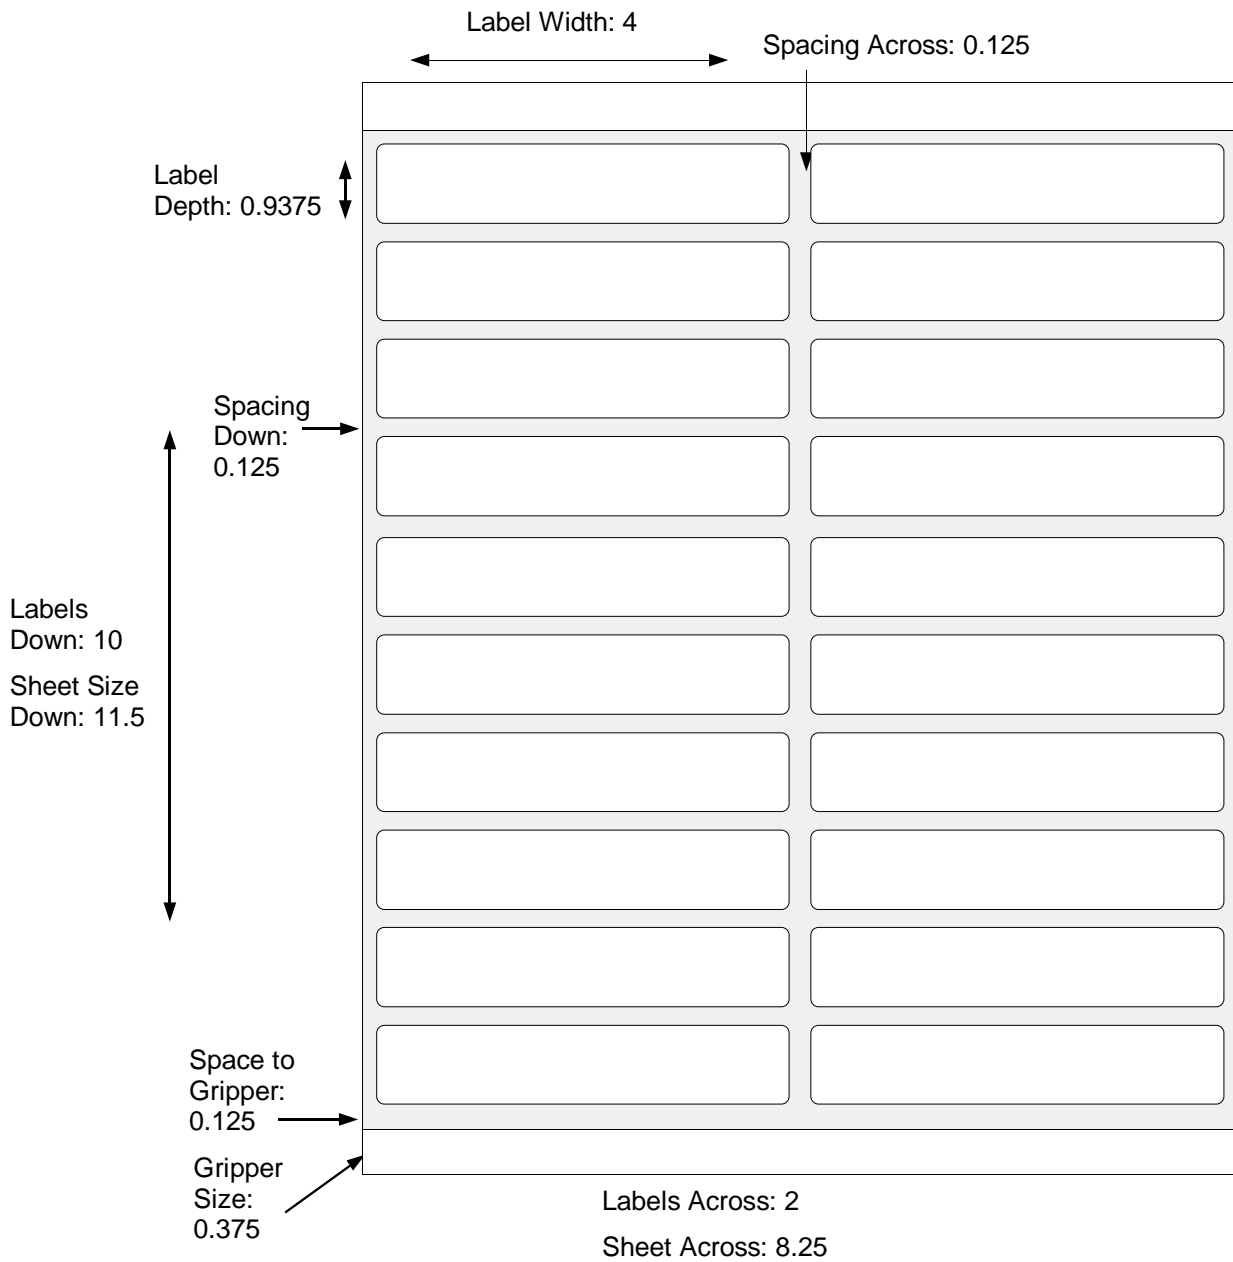 Label Width: 4
Spacing Across: 0.125
Label
Depth: 0.9375
Spacing
Down:
0.125
Labels
Down: 10
Sheet Size
Down: 11.5
Space to
Gripper:
0.125
Gripper
Size:
0.375
Labels Across: 2
Sheet Across: 8.25